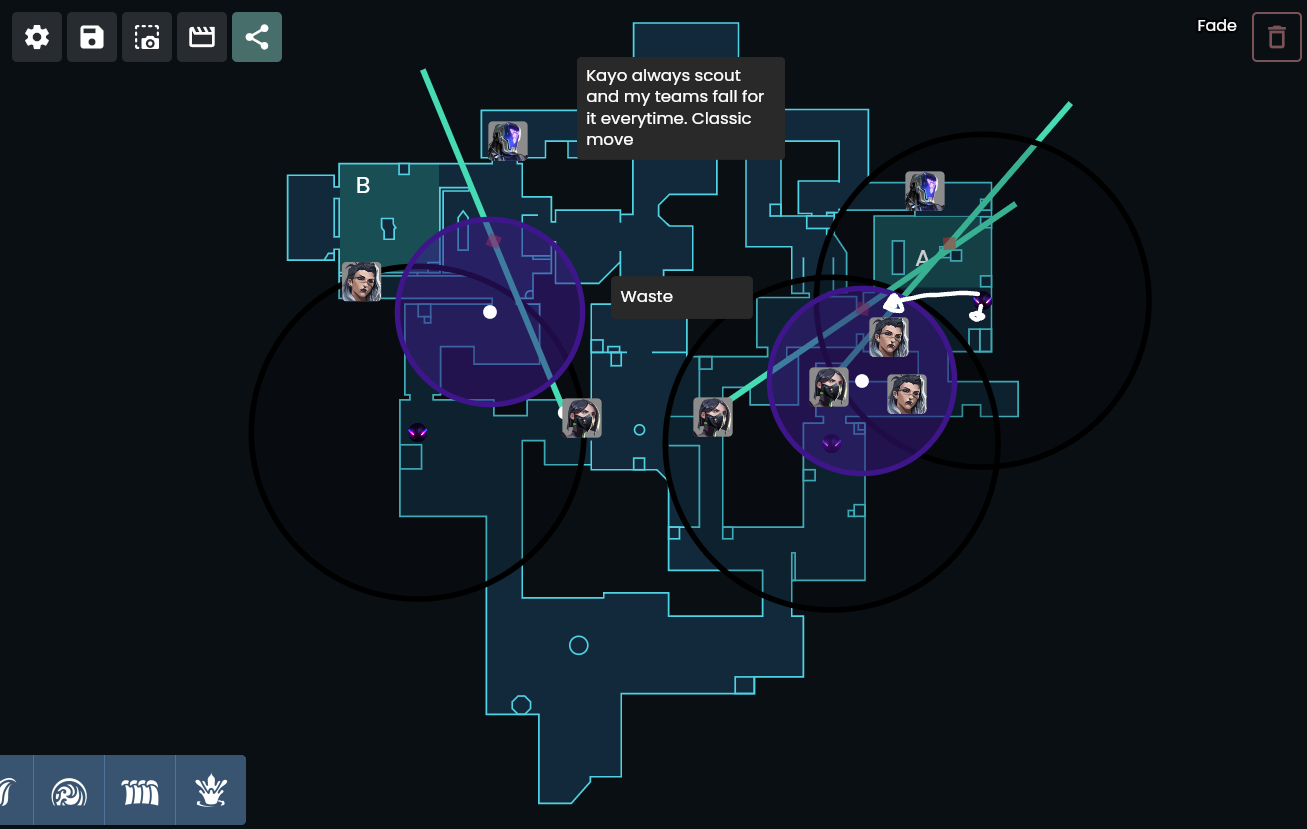 Fade
Kayo always scout
and my teams fall for
it everytime. Classic
move
B
A
Waste